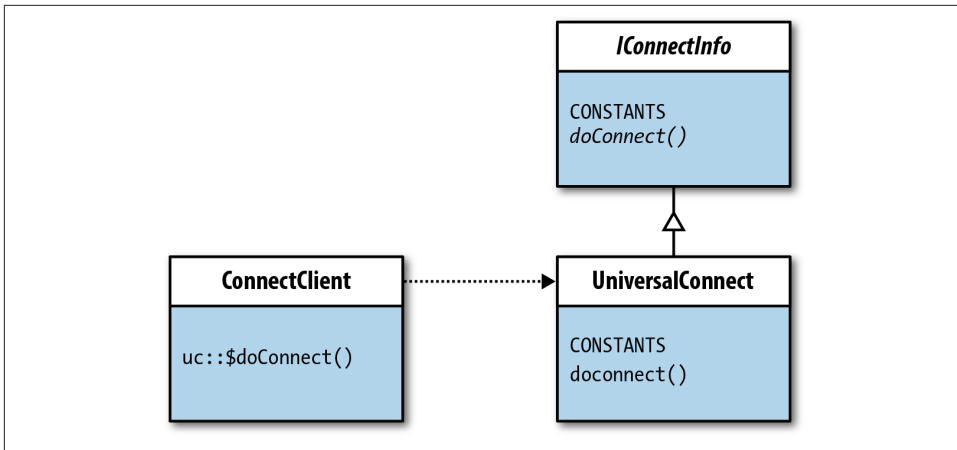 IConnectInfo
CONSTANTS
doConnect()
ConnectClient
uc::$doConnect()
UniversalConnect
CONSTANTS
doconnect()